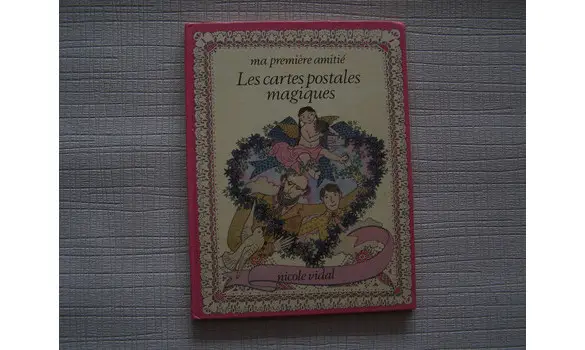 ma première amitié
Les cartes postales
magiques
nicole vidal